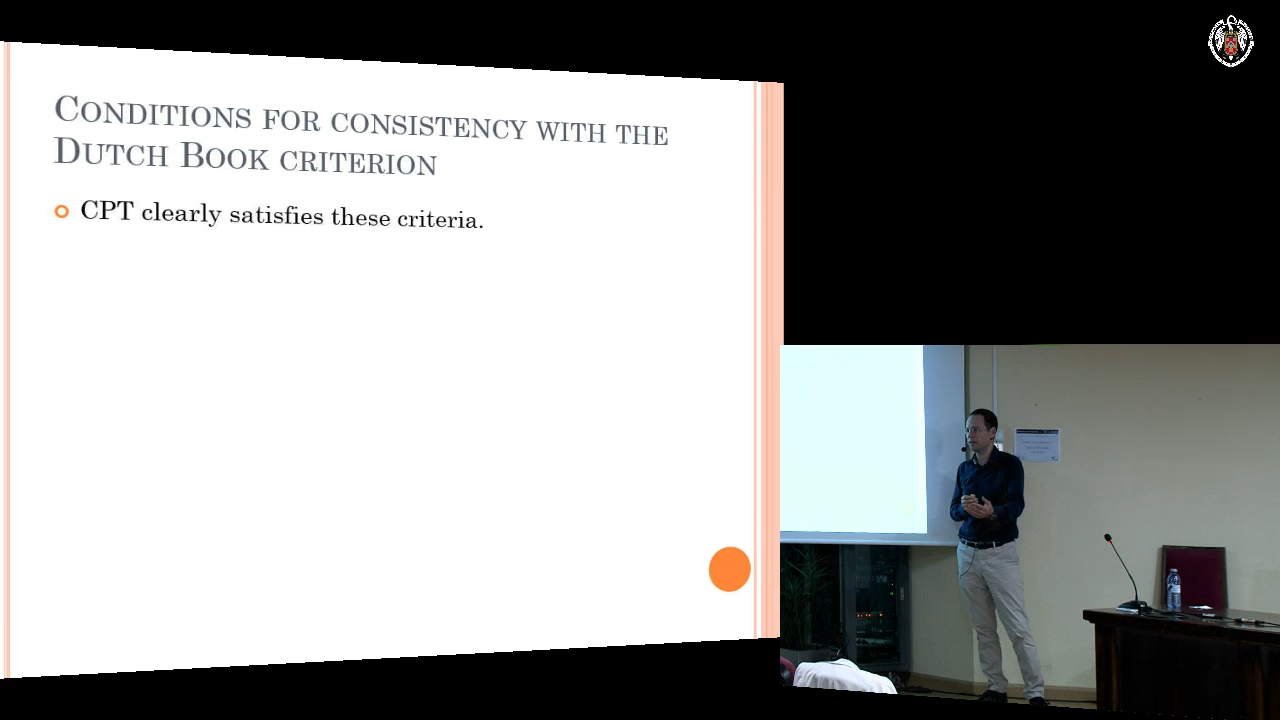 Conditions for consistency with the
Dutch Book criterion
CPT clearly satisfies these criteria.